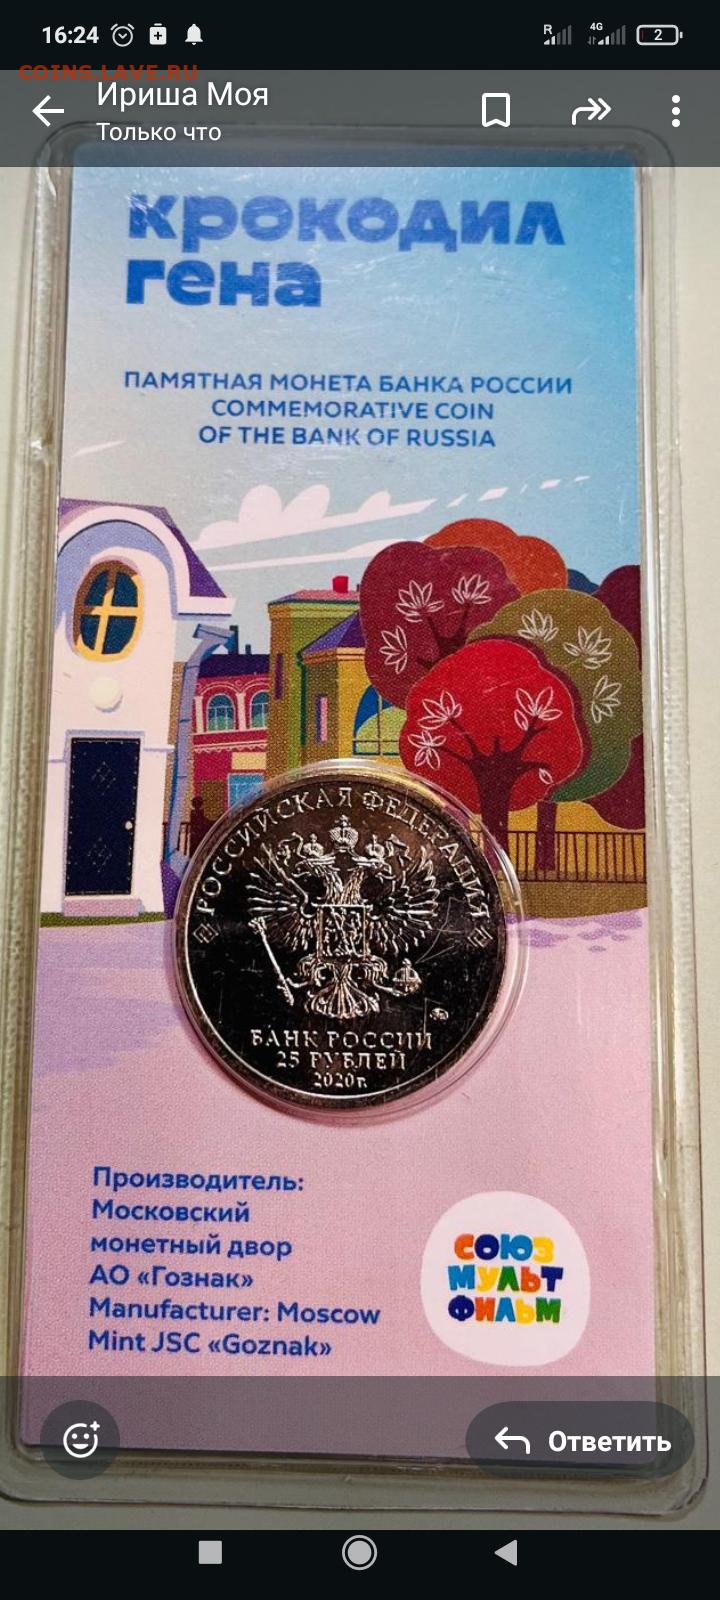 16:24
R
4G
2
COINS.LAVE.RU
Ириша Моя
Только что
крокодил
гена
ПАМЯТНАЯ МОНЕТА БАНКА РОССИИ
COMMEMORATIVE COIN
OF THE BANK OF RUSSIA
РОССИЙСКАЯ ФЕДЕРАЦИЯ
БАНК РОССИИ
25 РУБЛЕЙ
2020 г.
Производитель:
Московский
монетный двор
АО «Гознак»
Manufacturer: Moscow
Mint JSC «Goznak»
СОЮЗ
МУЛЬТ
ФИЛЬМ
Ответить